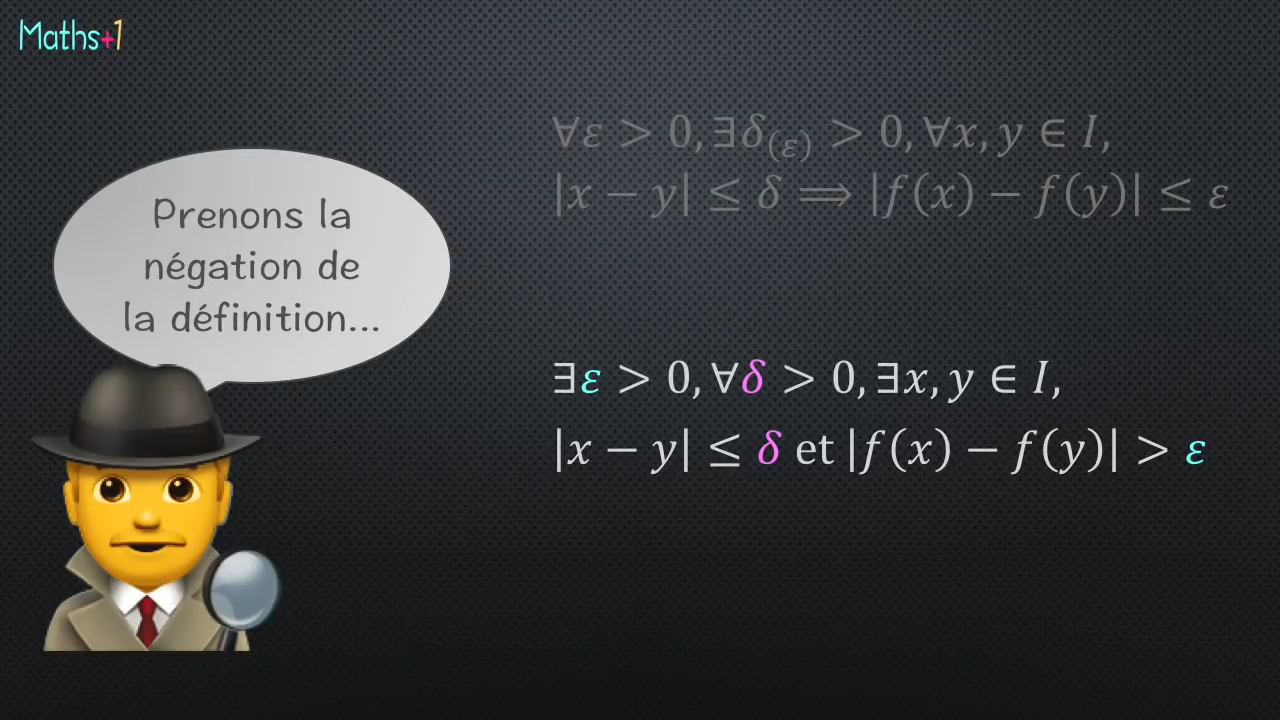 Maths+1
∀ε > 0, ∃δ₍ε₎ > 0, ∀x, y ∈ I,
|x − y| ≤ δ ⟹ |f(x) − f(y)| ≤ ε
Prenons la
négation de
la définition...
∃ε > 0, ∀δ > 0, ∃x, y ∈ I,
|x − y| ≤ δ et |f(x) − f(y)| > ε